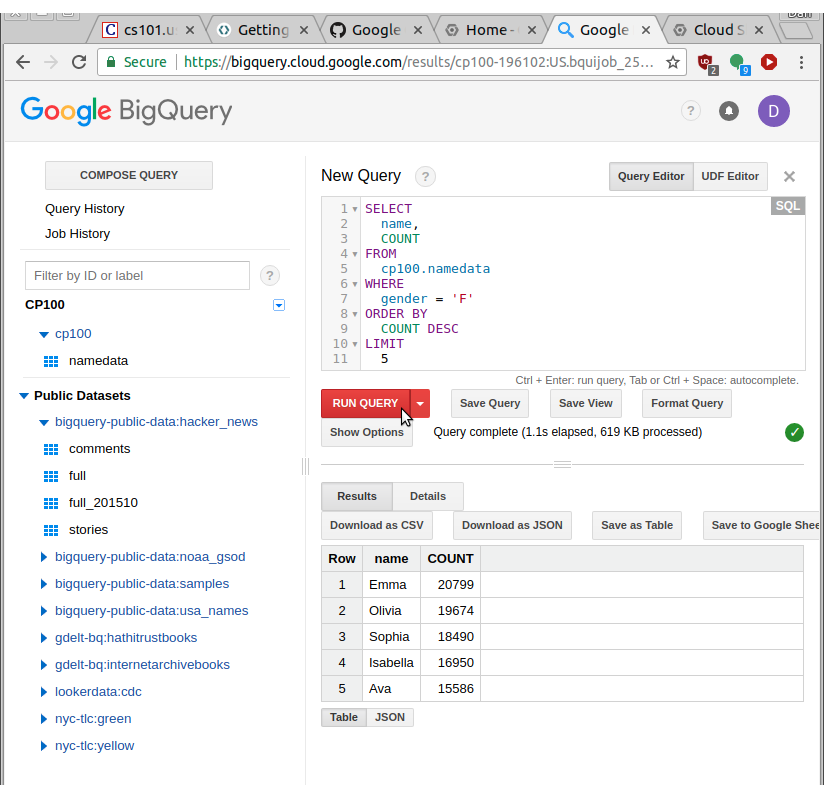 cs101.u
Getting
Google
Home -
Google
Cloud S
Secure https://bigquery.cloud.google.com/results/cp100-196102:US.bquijob_25... 2 9
Google BigQuery ? D
COMPOSE QUERY
Query History
Job History
Filter by ID or label ?
CP100
cp100
namedata
Public Datasets
bigquery-public-data:hacker_news
comments
full
full_201510
stories
bigquery-public-data:noaa_gsod
bigquery-public-data:samples
bigquery-public-data:usa_names
gdelt-bq:hathitrustbooks
gdelt-bq:internetarchivebooks
lookerdata:cdc
nyc-tlc:green
nyc-tlc:yellow
New Query ? Query Editor UDF Editor
SQL
1 SELECT
2 name,
3 COUNT
4 FROM
5 cp100.namedata
6 WHERE
7 gender = 'F'
8 ORDER BY
9 COUNT DESC
10 LIMIT
11 5
Ctrl + Enter: run query, Tab or Ctrl + Space: autocomplete.
RUN QUERY Save Query Save View Format Query
Show Options Query complete (1.1s elapsed, 619 KB processed)
Results Details
Download as CSV Download as JSON Save as Table Save to Google Shee
Row name COUNT
1 Emma 20799
2 Olivia 19674
3 Sophia 18490
4 Isabella 16950
5 Ava 15586
Table JSON